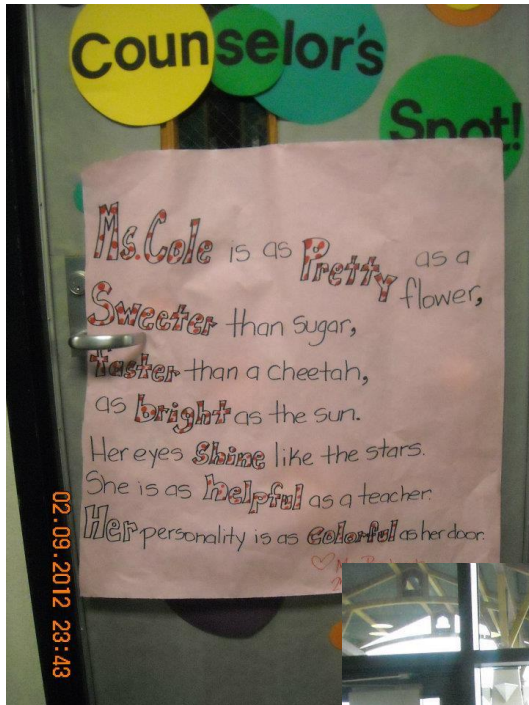 Counselor's
Spot!
Ms. Cole is as Pretty as a
flower,
Sweeter than sugar,
faster than a cheetah,
as bright as the sun.
Her eyes shine like the stars.
She is as helpful as a teacher.
Her personality is as colorful as her door.
02.09.2012 23:43